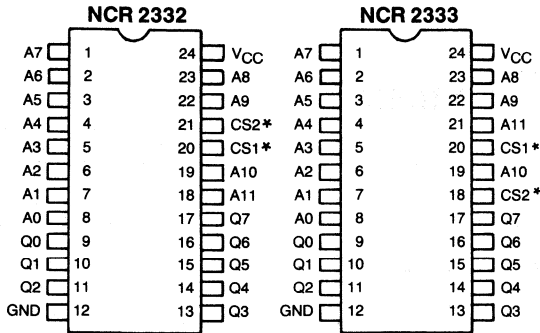 NCR 2332 NCR 2333
A7 1 24 VCC A7 1 24 VCC
A6 2 23 A8 A6 2 23 A8
A5 3 22 A9 A5 3 22 A9
A4 4 21 CS2* A4 4 21 A11
A3 5 20 CS1* A3 5 20 CS1*
A2 6 19 A10 A2 6 19 A10
A1 7 18 A11 A1 7 18 CS2*
A0 8 17 Q7 A0 8 17 Q7
Q0 9 16 Q6 Q0 9 16 Q6
Q1 10 15 Q5 Q1 10 15 Q5
Q2 11 14 Q4 Q2 11 14 Q4
GND 12 13 Q3 GND 12 13 Q3